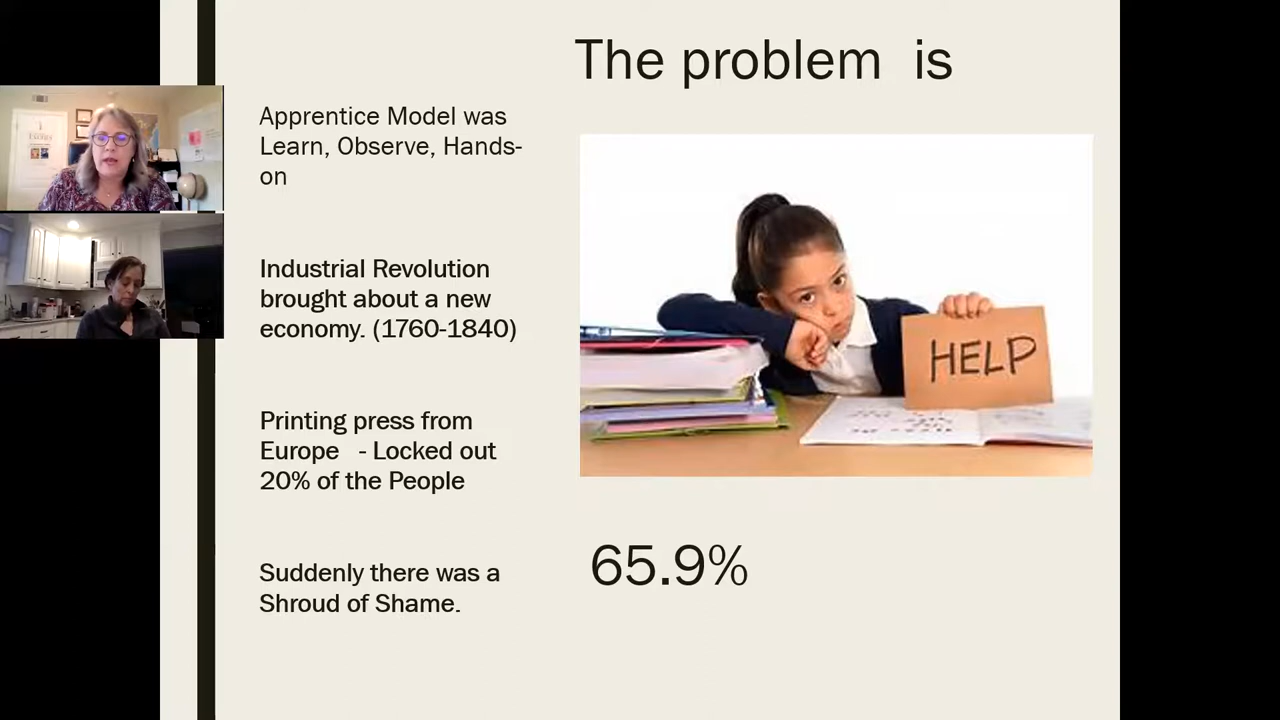 The problem is
Apprentice Model was
Learn, Observe, Hands-
on
Industrial Revolution
brought about a new
economy. (1760-1840)
Printing press from
Europe - Locked out
20% of the People
Suddenly there was a
Shroud of Shame.
HELP
65.9%